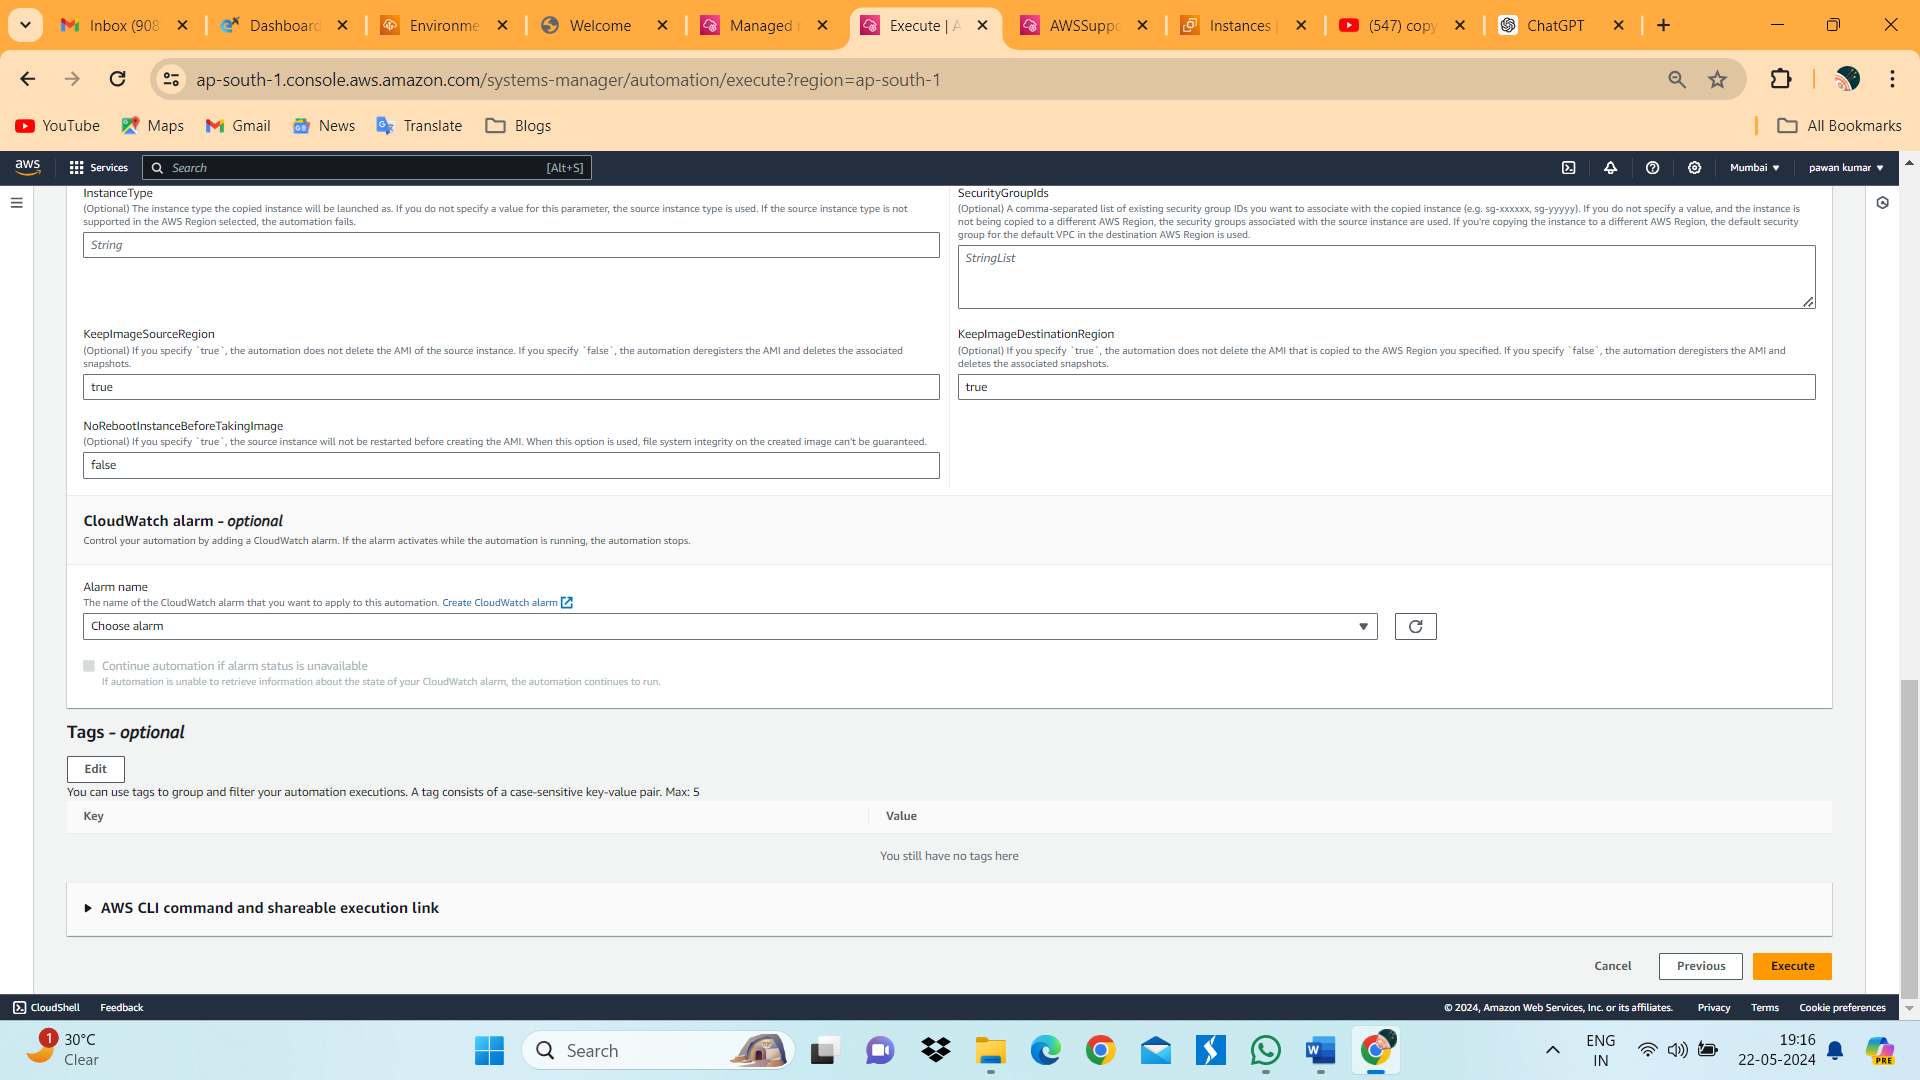 Inbox (908
Dashboard
Environme
Welcome
Managed
Execute | A
AWSSuppo
Instances |
(547) copy
ChatGPT
ap-south-1.console.aws.amazon.com/systems-manager/automation/execute?region=ap-south-1
YouTube
Maps
Gmail
News
Translate
Blogs
All Bookmarks
aws
Services
Search
[Alt+S]
Mumbai
pawan kumar
InstanceType
(Optional) The instance type the copied instance will be launched as. If you do not specify a value for this parameter, the source instance type is used. If the source instance type is not
supported in the AWS Region selected, the automation fails.
String
SecurityGroupIds
(Optional) A comma-separated list of existing security group IDs you want to associate with the copied instance (e.g. sg-xxxxxx, sg-yyyyy). If you do not specify a value, and the instance is
not being copied to a different AWS Region, the security groups associated with the source instance are used. If you're copying the instance to a different AWS Region, the default security
group for the default VPC in the destination AWS Region is used.
StringList
KeepImageSourceRegion
(Optional) If you specify `true`, the automation does not delete the AMI of the source instance. If you specify `false`, the automation deregisters the AMI and deletes the associated
snapshots.
true
KeepImageDestinationRegion
(Optional) If you specify `true`, the automation does not delete the AMI that is copied to the AWS Region you specified. If you specify `false`, the automation deregisters the AMI and
deletes the associated snapshots.
true
NoRebootInstanceBeforeTakingImage
(Optional) If you specify `true`, the source instance will not be restarted before creating the AMI. When this option is used, file system integrity on the created image can't be guaranteed.
false
CloudWatch alarm - optional
Control your automation by adding a CloudWatch alarm. If the alarm activates while the automation is running, the automation stops.
Alarm name
The name of the CloudWatch alarm that you want to apply to this automation. Create CloudWatch alarm
Choose alarm
Continue automation if alarm status is unavailable
If automation is unable to retrieve information about the state of your CloudWatch alarm, the automation continues to run.
Tags - optional
Edit
You can use tags to group and filter your automation executions. A tag consists of a case-sensitive key-value pair. Max: 5
Key
Value
You still have no tags here
AWS CLI command and shareable execution link
Cancel
Previous
Execute
CloudShell
Feedback
© 2024, Amazon Web Services, Inc. or its affiliates.
Privacy
Terms
Cookie preferences
1
30°C
Clear
Search
ENG
IN
19:16
22-05-2024
PRE